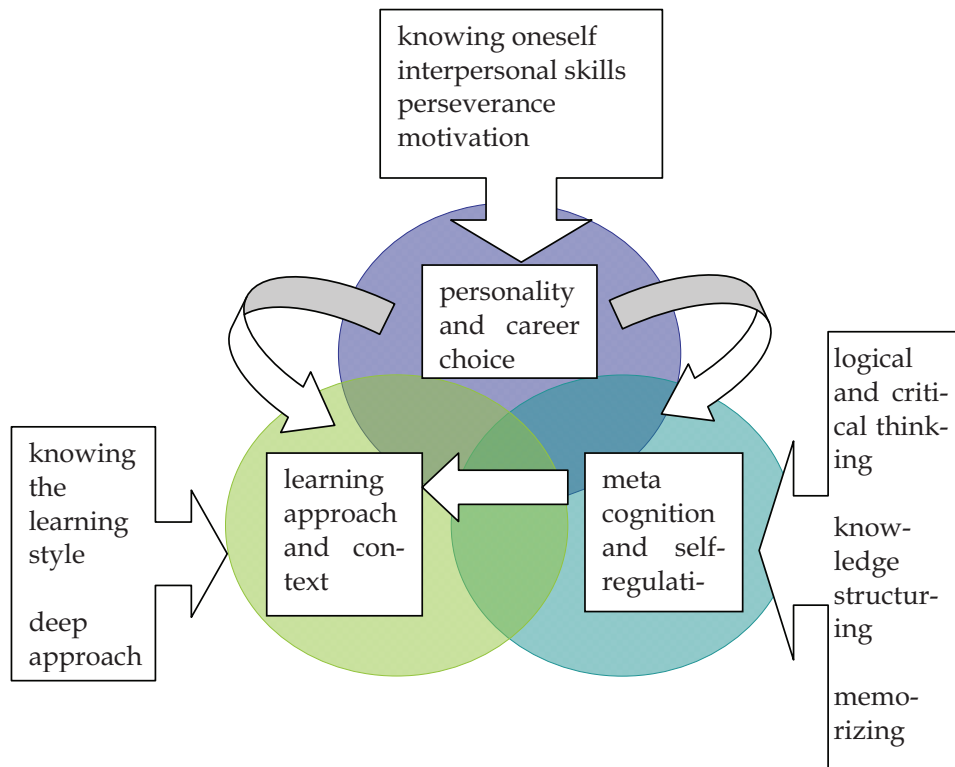 knowing oneself
interpersonal skills
perseverance
motivation
personality
and career
choice
logical
and criti-
cal think-
ing
know-
ledge
structur-
ing
memo-
rizing
knowing
the
learning
style
deep
approach
learning
approach
and con-
text
meta
cognition
and self-
regulati-